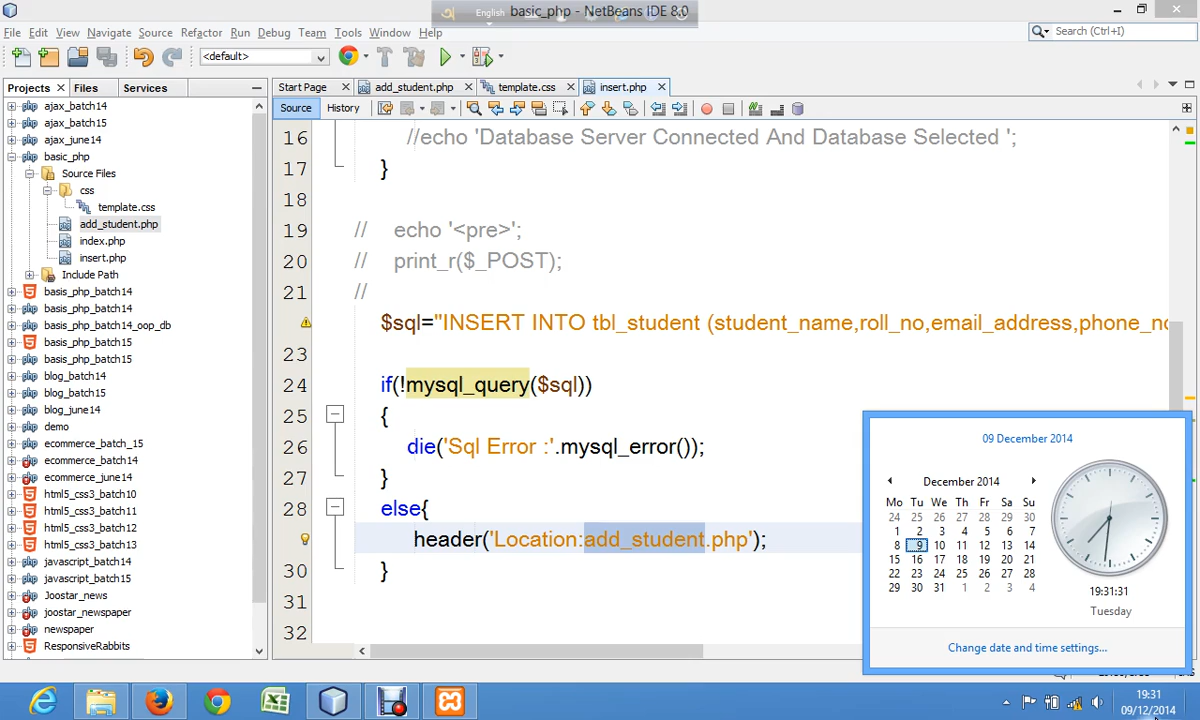 basic_php - NetBeans IDE 8.0
English
File Edit View Navigate Source Refactor Run Debug Team Tools Window Help
Search (Ctrl+I)
<default>
Projects Files Services
Start Page add_student.php template.css insert.php
Source History
ajax_batch14
ajax_batch15
ajax_june14
basic_php
Source Files
css
template.css
add_student.php
index.php
insert.php
Include Path
basis_php_batch14
basis_php_batch14
basis_php_batch14_oop_db
basis_php_batch15
basis_php_batch15
blog_batch14
blog_batch15
blog_june14
demo
ecommerce_batch_15
ecommerce_batch14
ecommerce_june14
html5_css3_batch10
html5_css3_batch11
html5_css3_batch12
html5_css3_batch13
javascript_batch14
javascript_batch15
Joostar_news
joostar_newspaper
newspaper
ResponsiveRabbits
16 //echo 'Database Server Connected And Database Selected ';
17 }
18
19 // echo '<pre>';
20 // print_r($_POST);
21 //
$sql="INSERT INTO tbl_student (student_name,roll_no,email_address,phone_no
23
24 if(!mysql_query($sql))
25 {
26 die('Sql Error :'.mysql_error());
27 }
28 else{
header('Location:add_student.php');
30 }
31
32
09 December 2014
December 2014
Mo Tu We Th Fr Sa Su
24 25 26 27 28 29 30
1 2 3 4 5 6 7
8 9 10 11 12 13 14
15 16 17 18 19 20 21
22 23 24 25 26 27 28
29 30 31 1 2 3 4
19:31:31
Tuesday
Change date and time settings...
19:31
09/12/2014